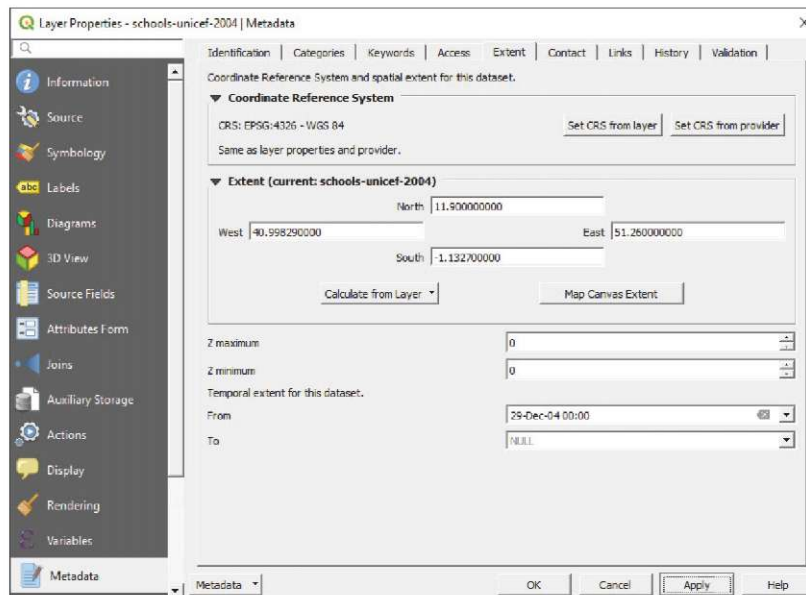 Layer Properties - schools-unicef-2004 | Metadata
Information
Source
Symbology
abc Labels
Diagrams
3D View
Source Fields
Attributes Form
Joins
Auxiliary Storage
Actions
Display
Rendering
Variables
Metadata
Identification | Categories | Keywords | Access | Extent | Contact | Links | History | Validation
Coordinate Reference System and spatial extent for this dataset.
Coordinate Reference System
CRS: EPSG:4326 - WGS 84 Set CRS from layer Set CRS from provider
Same as layer properties and provider.
Extent (current: schools-unicef-2004)
North 11.900000000
West 40.998290000 East 51.260000000
South -1.132700000
Calculate from Layer Map Canvas Extent
Z maximum 0
Z minimum 0
Temporal extent for this dataset.
From 29-Dec-04 00:00
To NULL
Metadata OK Cancel Apply Help